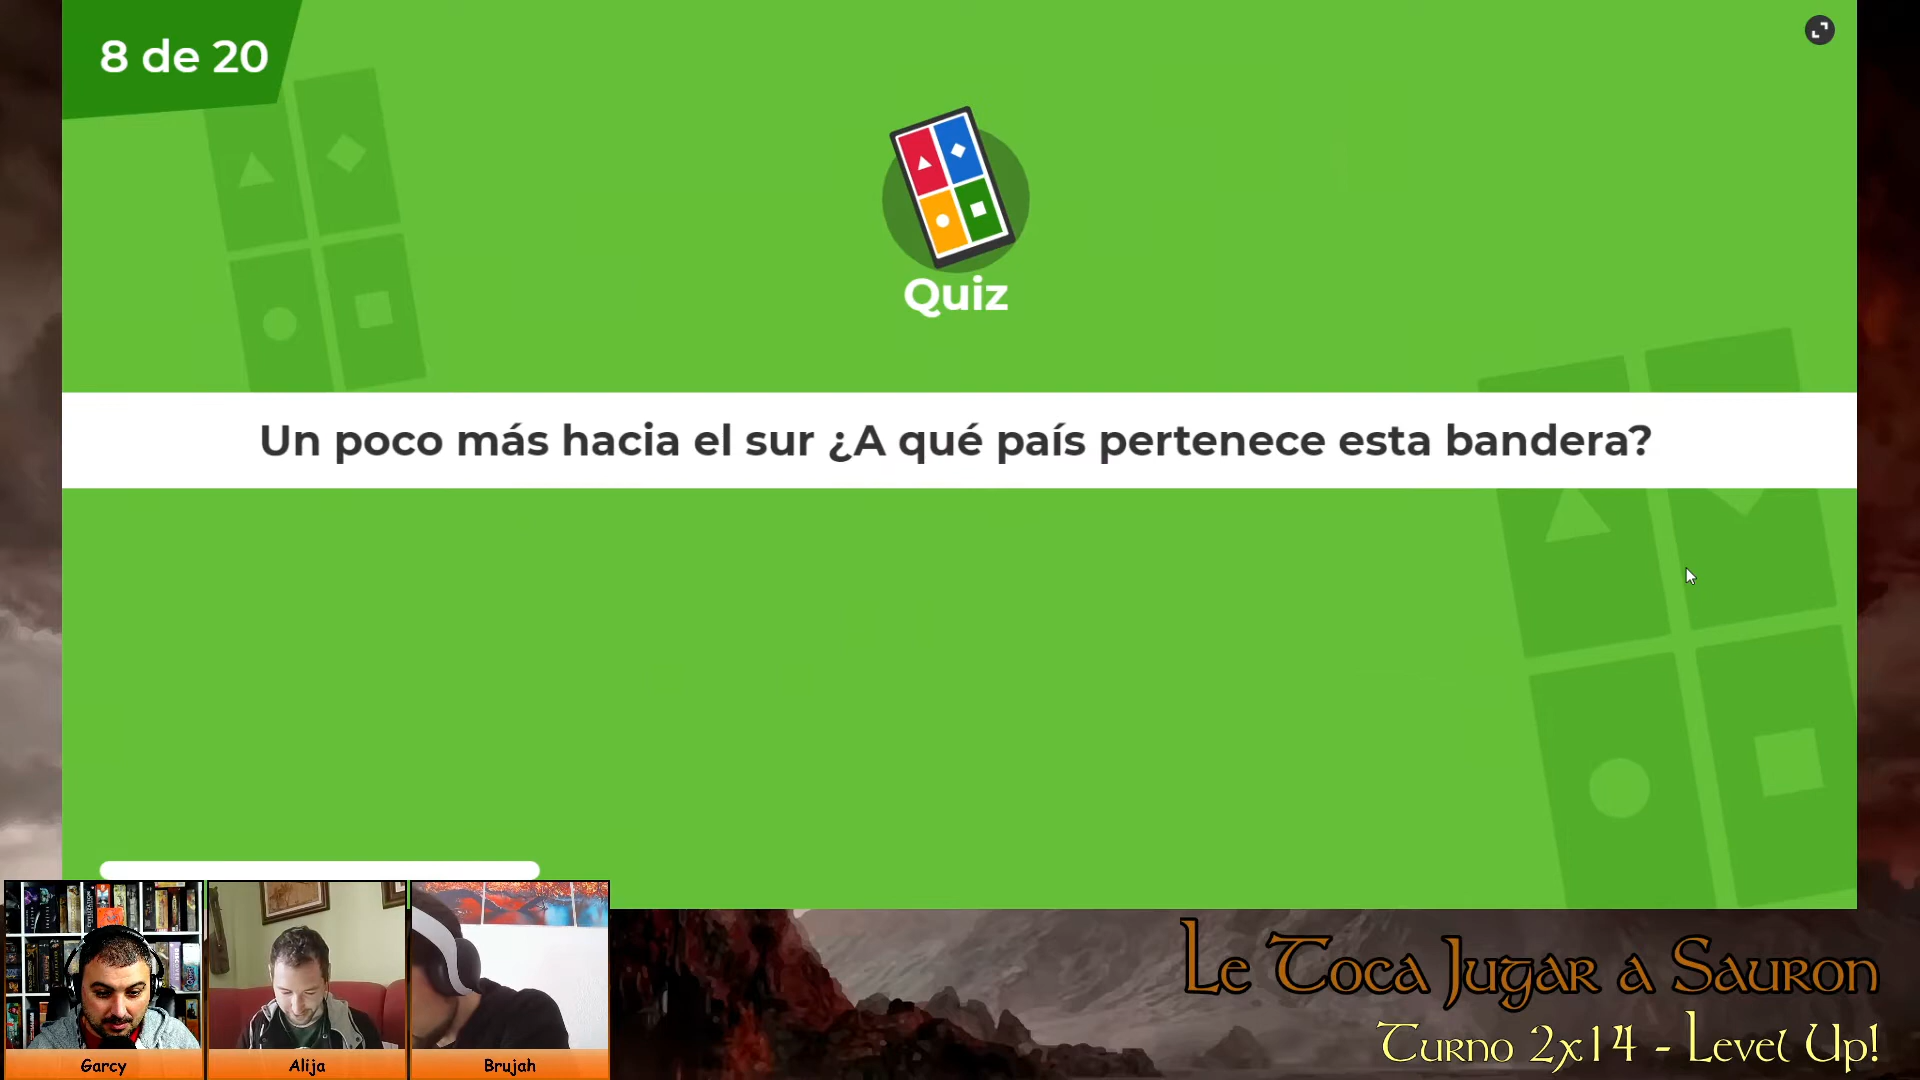 8 de 20
Quiz
Un poco más hacia el sur ¿A qué país pertenece esta bandera?
Garcy
Alija
Brujah
Le Toca Jugar a Sauron
Turno 2x14 - Level Up!